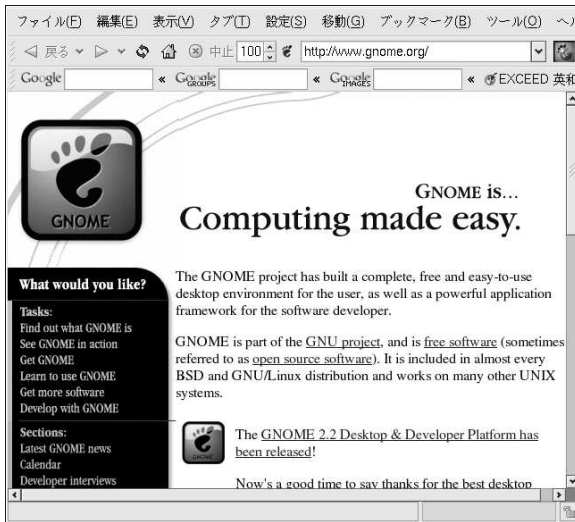 ファイル(F) 編集(E) 表示(V) タブ(T) 設定(S) 移動(G) ブックマーク(B) ツール(O)
戻る 中止 100 http://www.gnome.org/
Google « Google GROUPS « Google IMAGES « EXCEED 英和
GNOME
GNOME is...
Computing made easy.
What would you like?
Tasks:
Find out what GNOME is
See GNOME in action
Get GNOME
Learn to use GNOME
Get more software
Develop with GNOME
Sections:
Latest GNOME news
Calendar
Developer interviews
The GNOME project has built a complete, free and easy-to-use
desktop environment for the user, as well as a powerful application
framework for the software developer.
GNOME is part of the GNU project, and is free software (sometimes
referred to as open source software). It is included in almost every
BSD and GNU/Linux distribution and works on many other UNIX
systems.
GNOME
The GNOME 2.2 Desktop & Developer Platform has
been released!
Now's a good time to say thanks for the best desktop